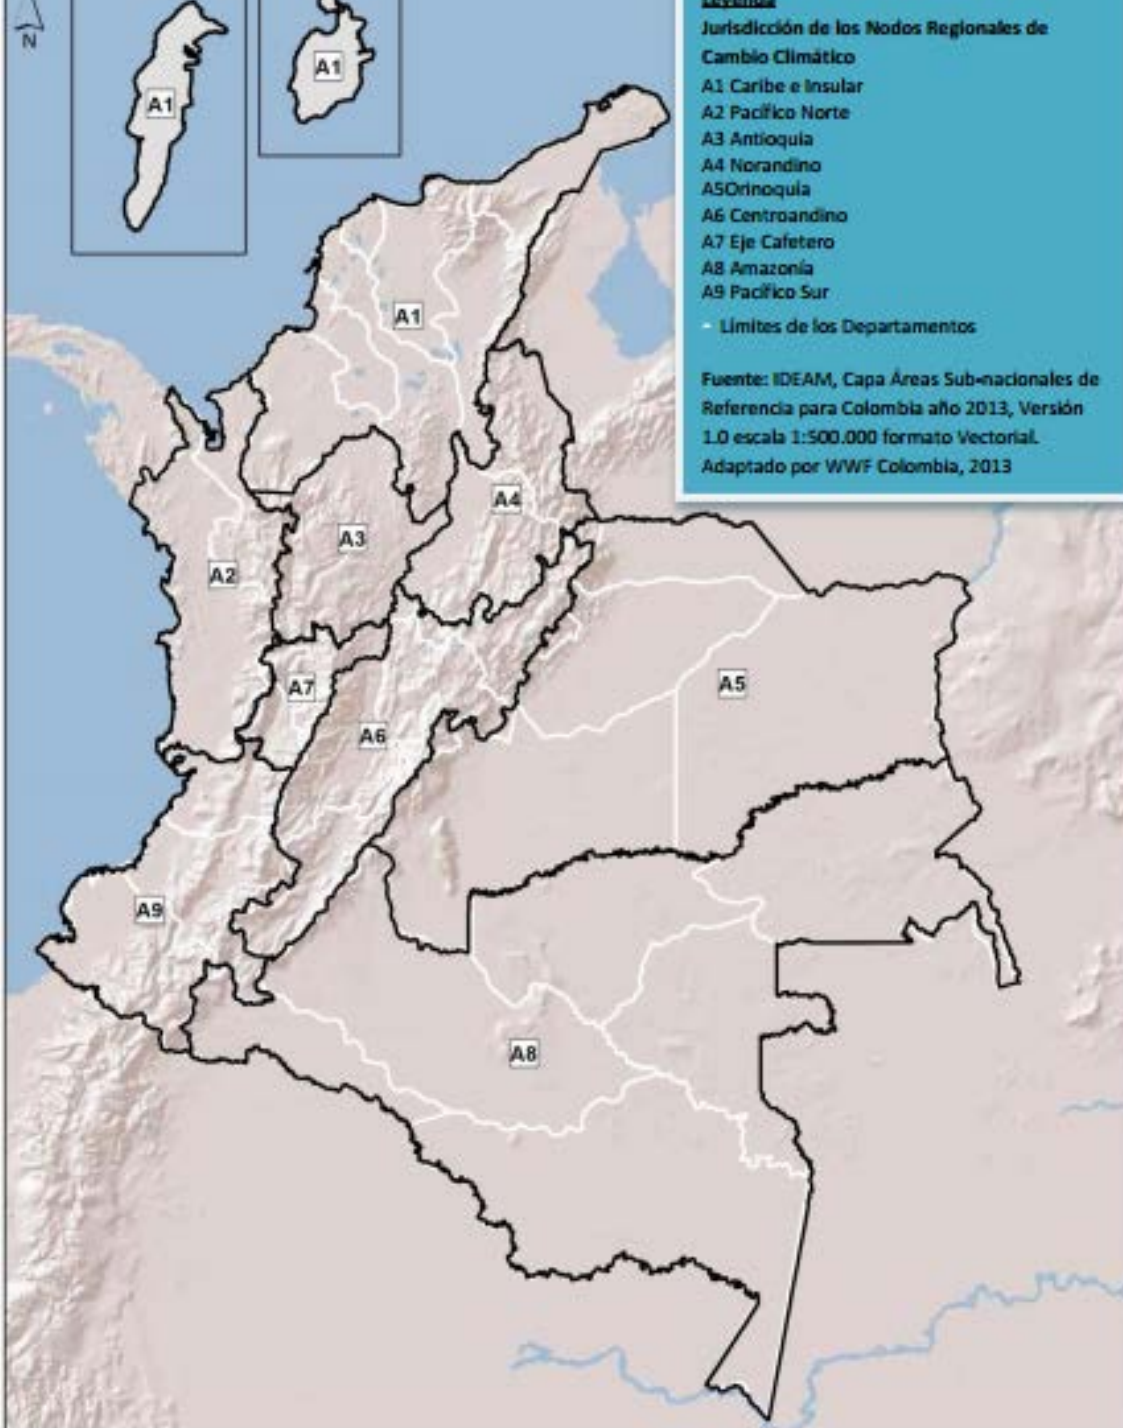 N
A1
A1
Leyenda
Jurisdicción de los Nodos Regionales de
Cambio Climático
A1 Caribe e Insular
A2 Pacífico Norte
A3 Antioquia
A4 Norandino
A5Orinoquia
A6 Centroandino
A7 Eje Cafetero
A8 Amazonía
A9 Pacífico Sur
Limites de los Departamentos
Fuente: IDEAM, Capa Áreas Sub-nacionales de
Referencia para Colombia año 2013, Versión
1.0 escala 1:500.000 formato Vectorial.
Adaptado por WWF Colombia, 2013
A1
A4
A3
A2
A5
A7
A6
A9
A8